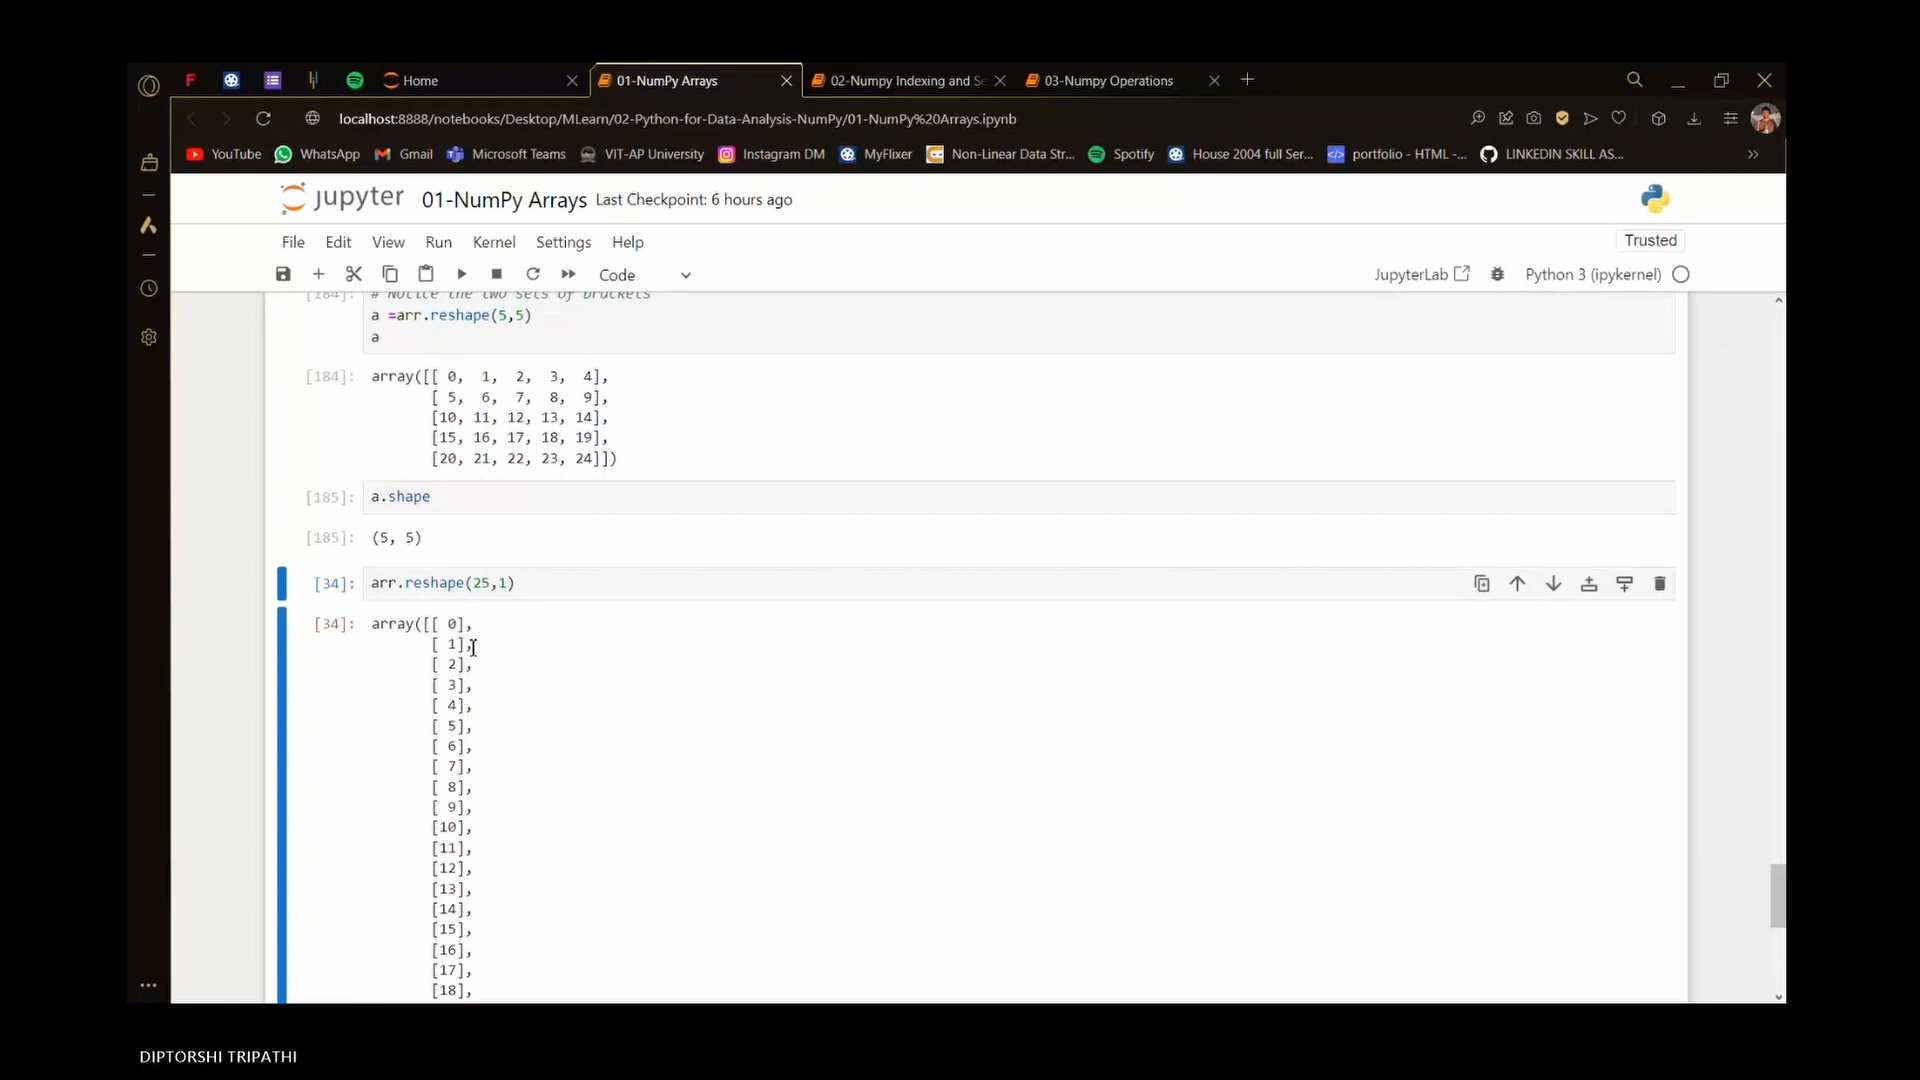 F
Home
01-NumPy Arrays
02-Numpy Indexing and Se
03-Numpy Operations
localhost:8888/notebooks/Desktop/MLearn/02-Python-for-Data-Analysis-NumPy/01-NumPy%20Arrays.ipynb
YouTube WhatsApp Gmail Microsoft Teams VIT-AP University Instagram DM MyFlixer Non-Linear Data Str... Spotify House 2004 full Ser... portfolio - HTML -... LINKEDIN SKILL AS...
jupyter 01-NumPy Arrays Last Checkpoint: 6 hours ago
File Edit View Run Kernel Settings Help
Trusted
Code
JupyterLab
Python 3 (ipykernel)
[184]: # Notice the two sets of brackets
a =arr.reshape(5,5)
a
[184]: array([[ 0, 1, 2, 3, 4],
[ 5, 6, 7, 8, 9],
[10, 11, 12, 13, 14],
[15, 16, 17, 18, 19],
[20, 21, 22, 23, 24]])
[185]: a.shape
[185]: (5, 5)
[34]: arr.reshape(25,1)
[34]: array([[ 0],
[ 1],
[ 2],
[ 3],
[ 4],
[ 5],
[ 6],
[ 7],
[ 8],
[ 9],
[10],
[11],
[12],
[13],
[14],
[15],
[16],
[17],
[18],
DIPTORSHI TRIPATHI